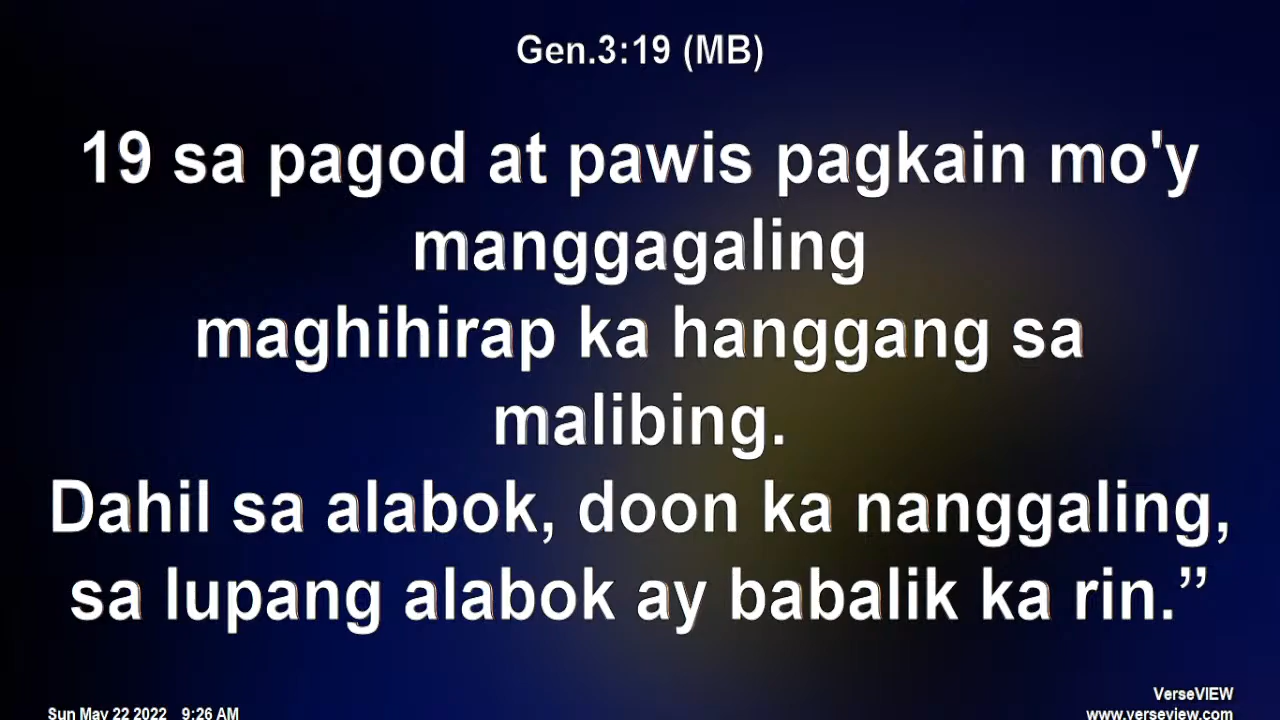 Gen.3:19 (MB)
19 sa pagod at pawis pagkain mo'y
manggagaling
maghihirap ka hanggang sa
malibing.
Dahil sa alabok, doon ka nanggaling,
sa lupang alabok ay babalik ka rin.”
VerseVIEW
Sun May 22 2022 9:26 AM
www.verseview.com